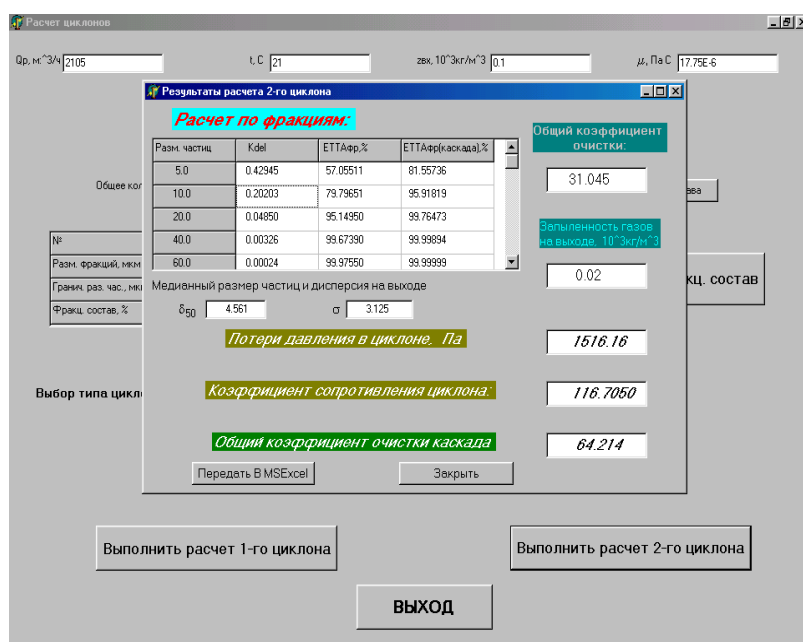 Расчет циклонов
Qp, м^3/ч 2105 t, C 21 zвх, 10^3кг/м^3 0.1 μ, Па С 17.75E-6
Результаты расчета 2-го циклона
Расчет по фракциям:
Разм. частиц Kdel ETTAфр,% ETTAфр(каскада),%
5.0 0.42945 57.05511 81.55736
10.0 0.20203 79.79651 95.91819
20.0 0.04850 95.14950 99.76473
40.0 0.00326 99.67390 99.99894
60.0 0.00024 99.97550 99.99999
Общий коэффициент
очистки:
31.045
Запыленность газов
на выходе, 10^3кг/м^3
0.02
Медианный размер частиц и дисперсия на выходе
δ50 4.561 σ 3.125
Потери давления в циклоне, Па 1516.16
Коэффициент сопротивления циклона: 116.7050
Общий коэффициент очистки каскада 64.214
Передать В MSExcel Закрыть
Общее кол
ава
№
Разм. фракций, мкм
Гранич. раз. час., мк
Фракц. состав, %
кц. состав
Выбор типа цикл
Выполнить расчет 1-го циклона Выполнить расчет 2-го циклона
ВЫХОД